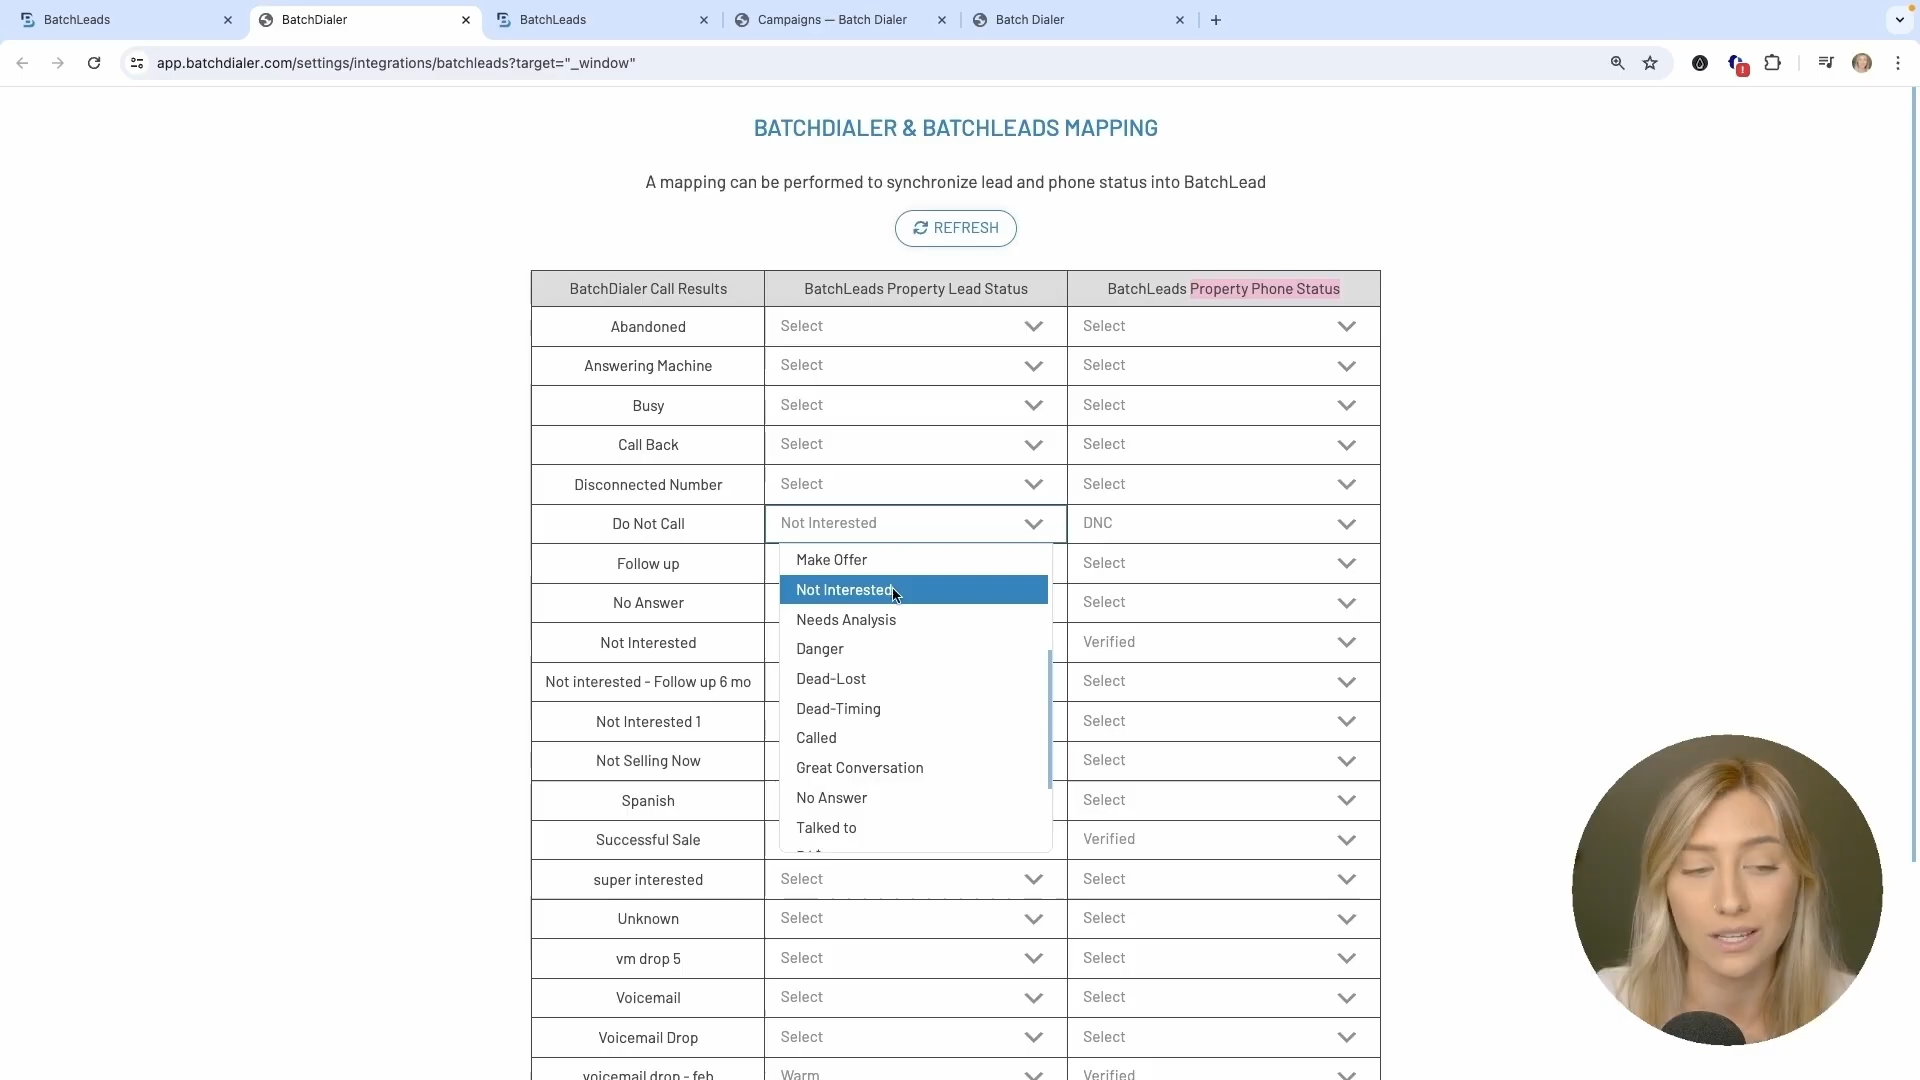 BatchLeads
BatchDialer
BatchLeads
Campaigns — Batch Dialer
Batch Dialer
app.batchdialer.com/settings/integrations/batchleads?target="_window"
BATCHDIALER & BATCHLEADS MAPPING
A mapping can be performed to synchronize lead and phone status into BatchLead
REFRESH
BatchDialer Call Results BatchLeads Property Lead Status BatchLeads Property Phone Status
Abandoned Select Select
Answering Machine Select Select
Busy Select Select
Call Back Select Select
Disconnected Number Select Select
Do Not Call Not Interested DNC
Follow up Make Offer Select
Not Interested
No Answer Needs Analysis Select
Not Interested Danger Verified
Not interested - Follow up 6 mo Dead-Lost Select
Not Interested 1 Dead-Timing Select
Called
Not Selling Now Great Conversation Select
Spanish No Answer Select
Successful Sale Talked to Verified
super interested Select Select
Unknown Select Select
vm drop 5 Select Select
Voicemail Select Select
Voicemail Drop Select Select
voicemail drop - feb Warm Verified